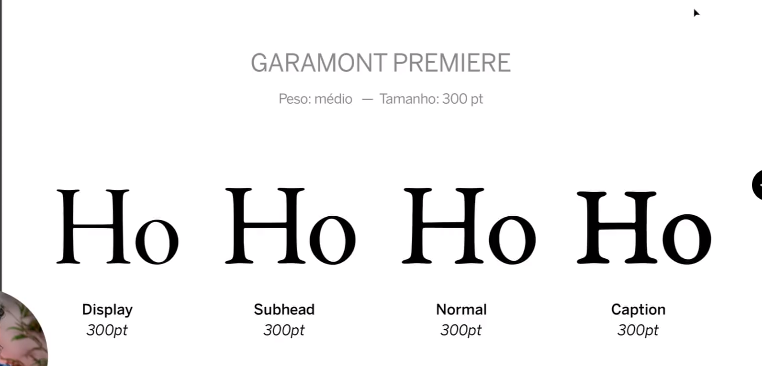 GARAMONT PREMIERE
Peso: médio — Tamanho: 300 pt
Ho Ho Ho Ho
Display Subhead Normal Caption
300pt 300pt 300pt 300pt